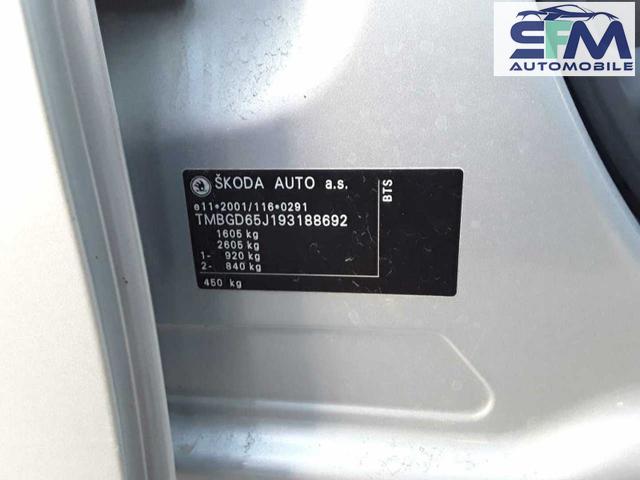 SFM
AUTOMOBILE
ŠKODA AUTO a.s.
e11*2001/116*0291
TMBGD65J193188692
1605 kg
2605 kg
1- 920 kg
2- 840 kg
450 kg
BTS